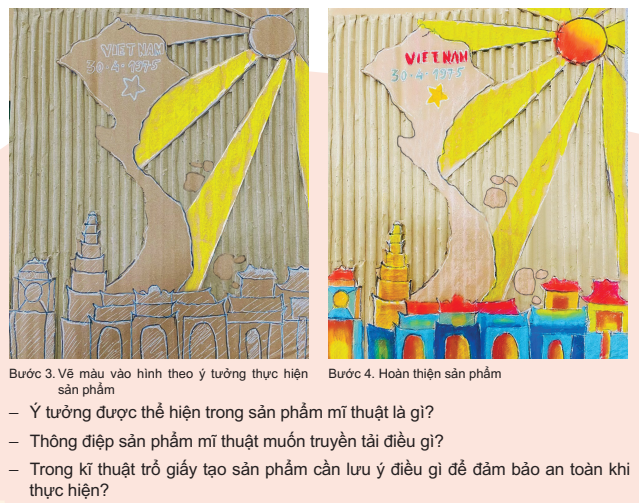 VIETNAM
30-4-1975
VIETNAM
30-4-1975
Bước 3. Vẽ màu vào hình theo ý tưởng thực hiện
sản phẩm
Bước 4. Hoàn thiện sản phẩm
– Ý tưởng được thể hiện trong sản phẩm mĩ thuật là gì?
– Thông điệp sản phẩm mĩ thuật muốn truyền tải điều gì?
– Trong kĩ thuật trổ giấy tạo sản phẩm cần lưu ý điều gì để đảm bảo an toàn khi
thực hiện?